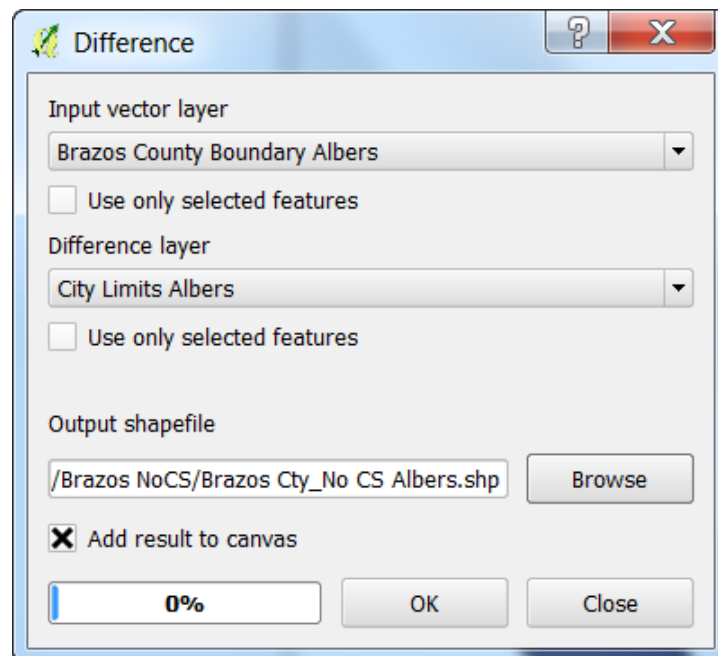 Difference
Input vector layer
Brazos County Boundary Albers
Use only selected features
Difference layer
City Limits Albers
Use only selected features
Output shapefile
/Brazos NoCS/Brazos Cty_No CS Albers.shp Browse
Add result to canvas
0% OK Close